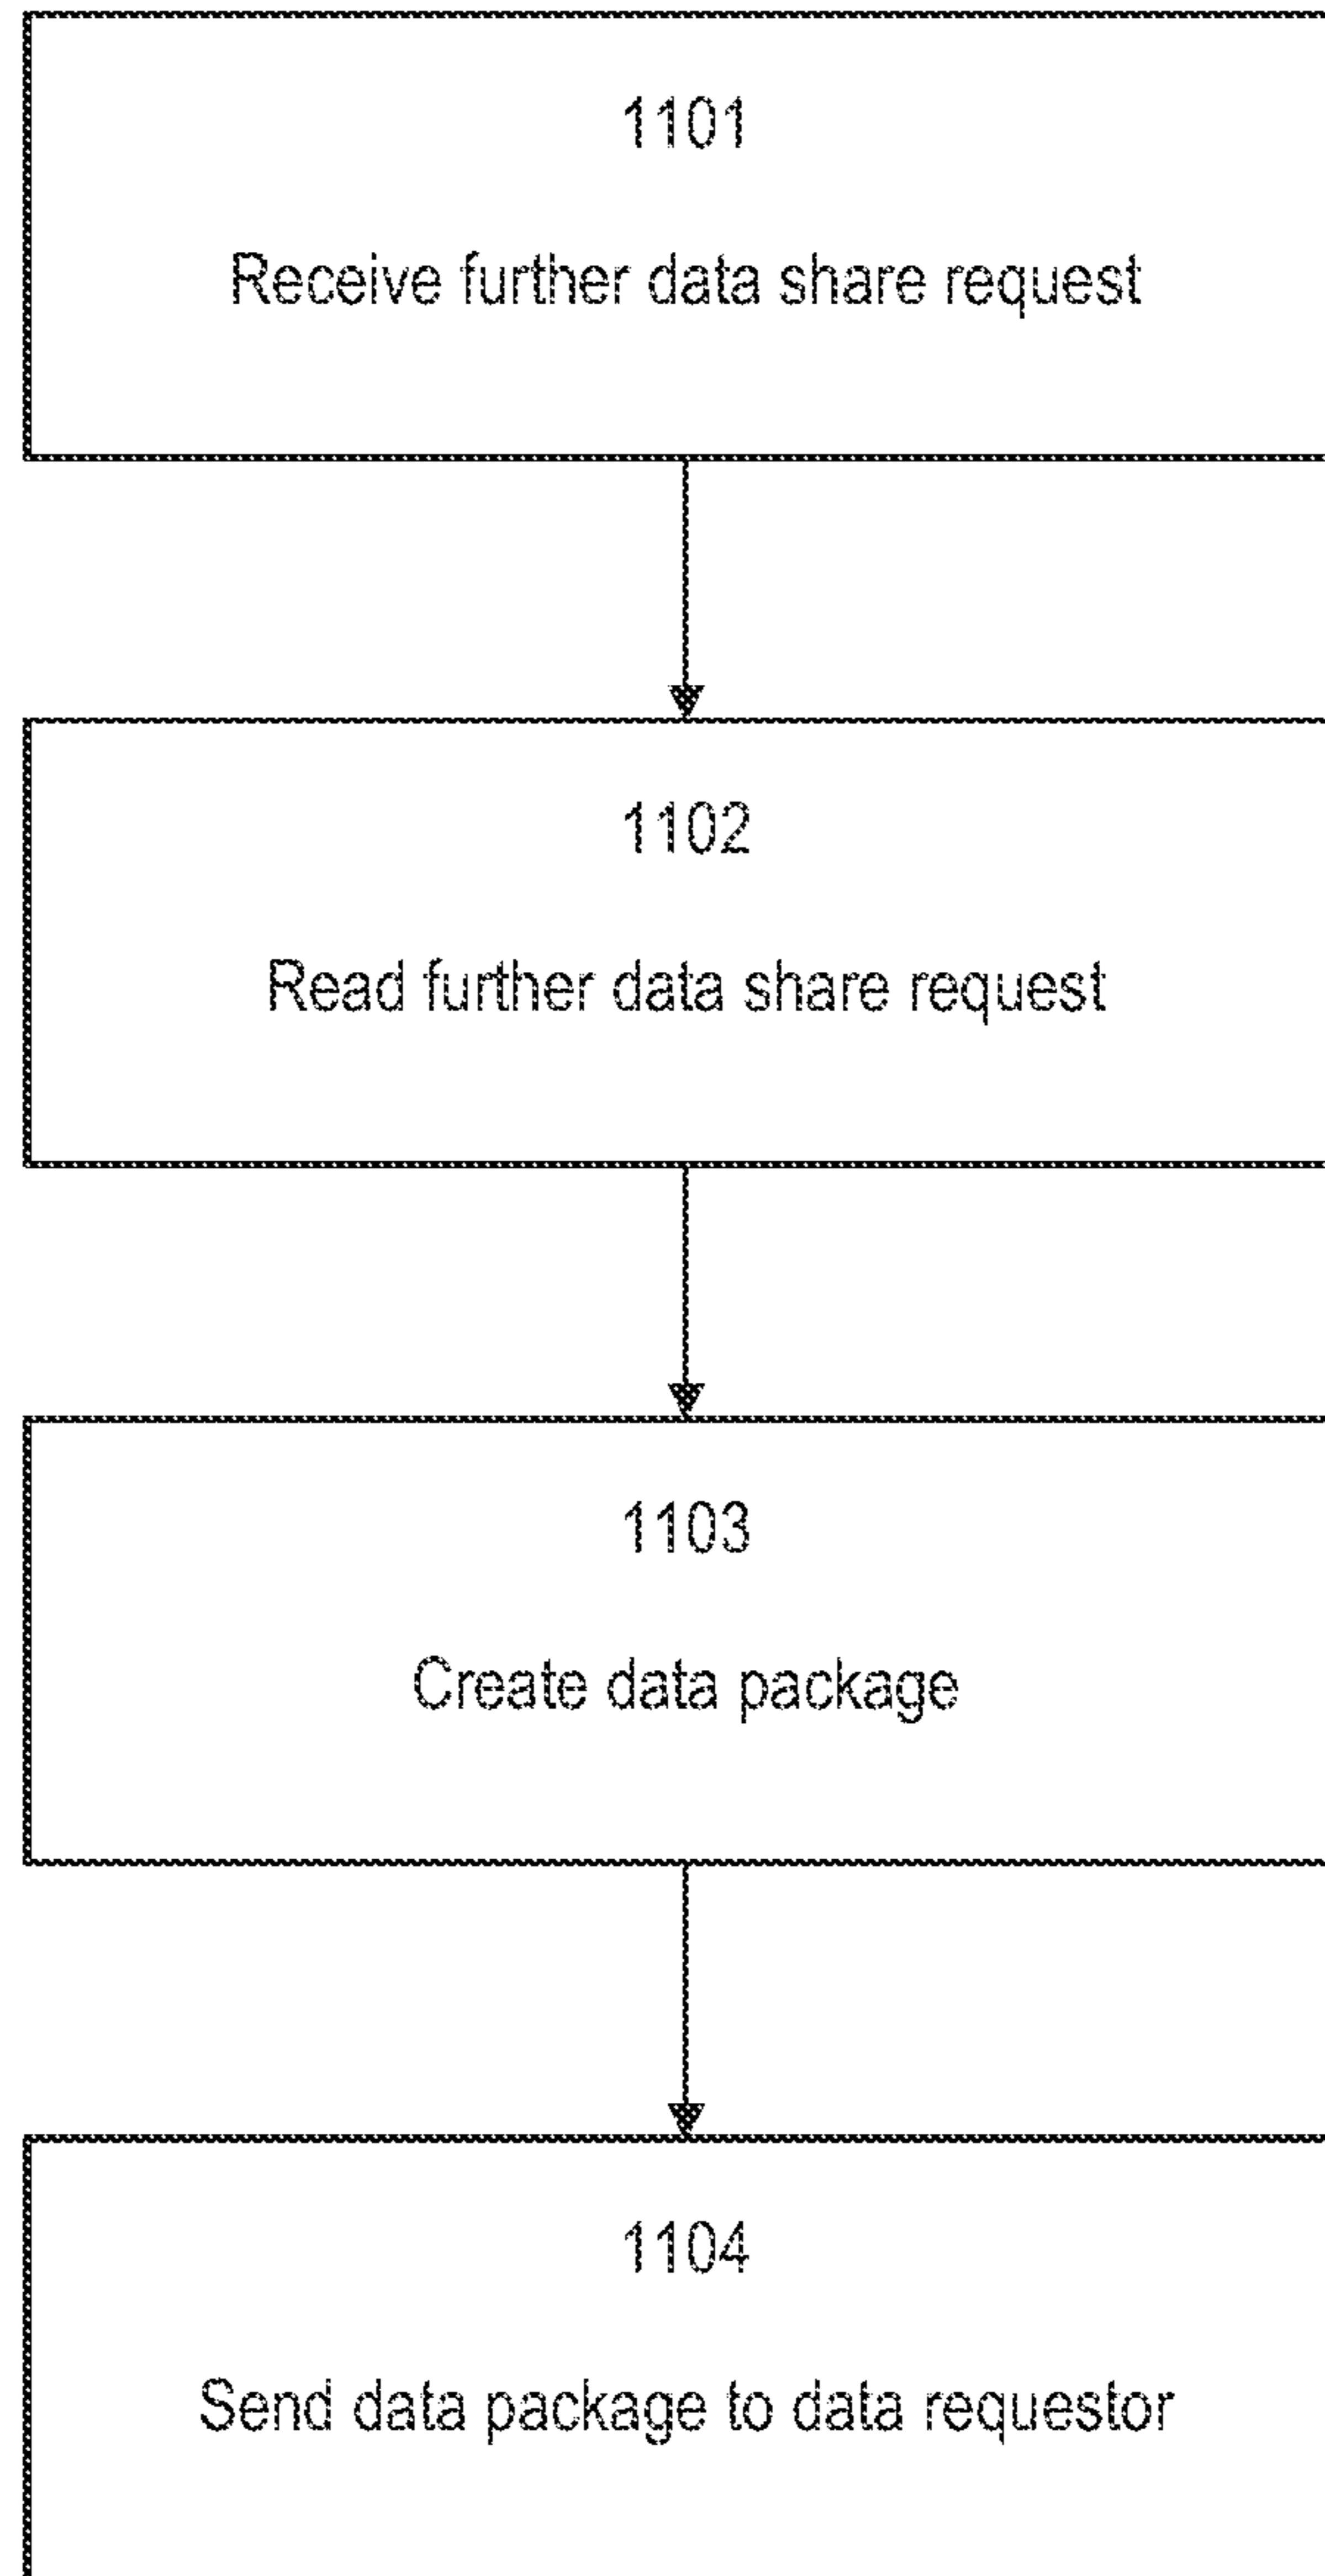 1101
Receive further data share request
1102
Read further data share request
1103
Create data package
1104
Send data package to data requestor